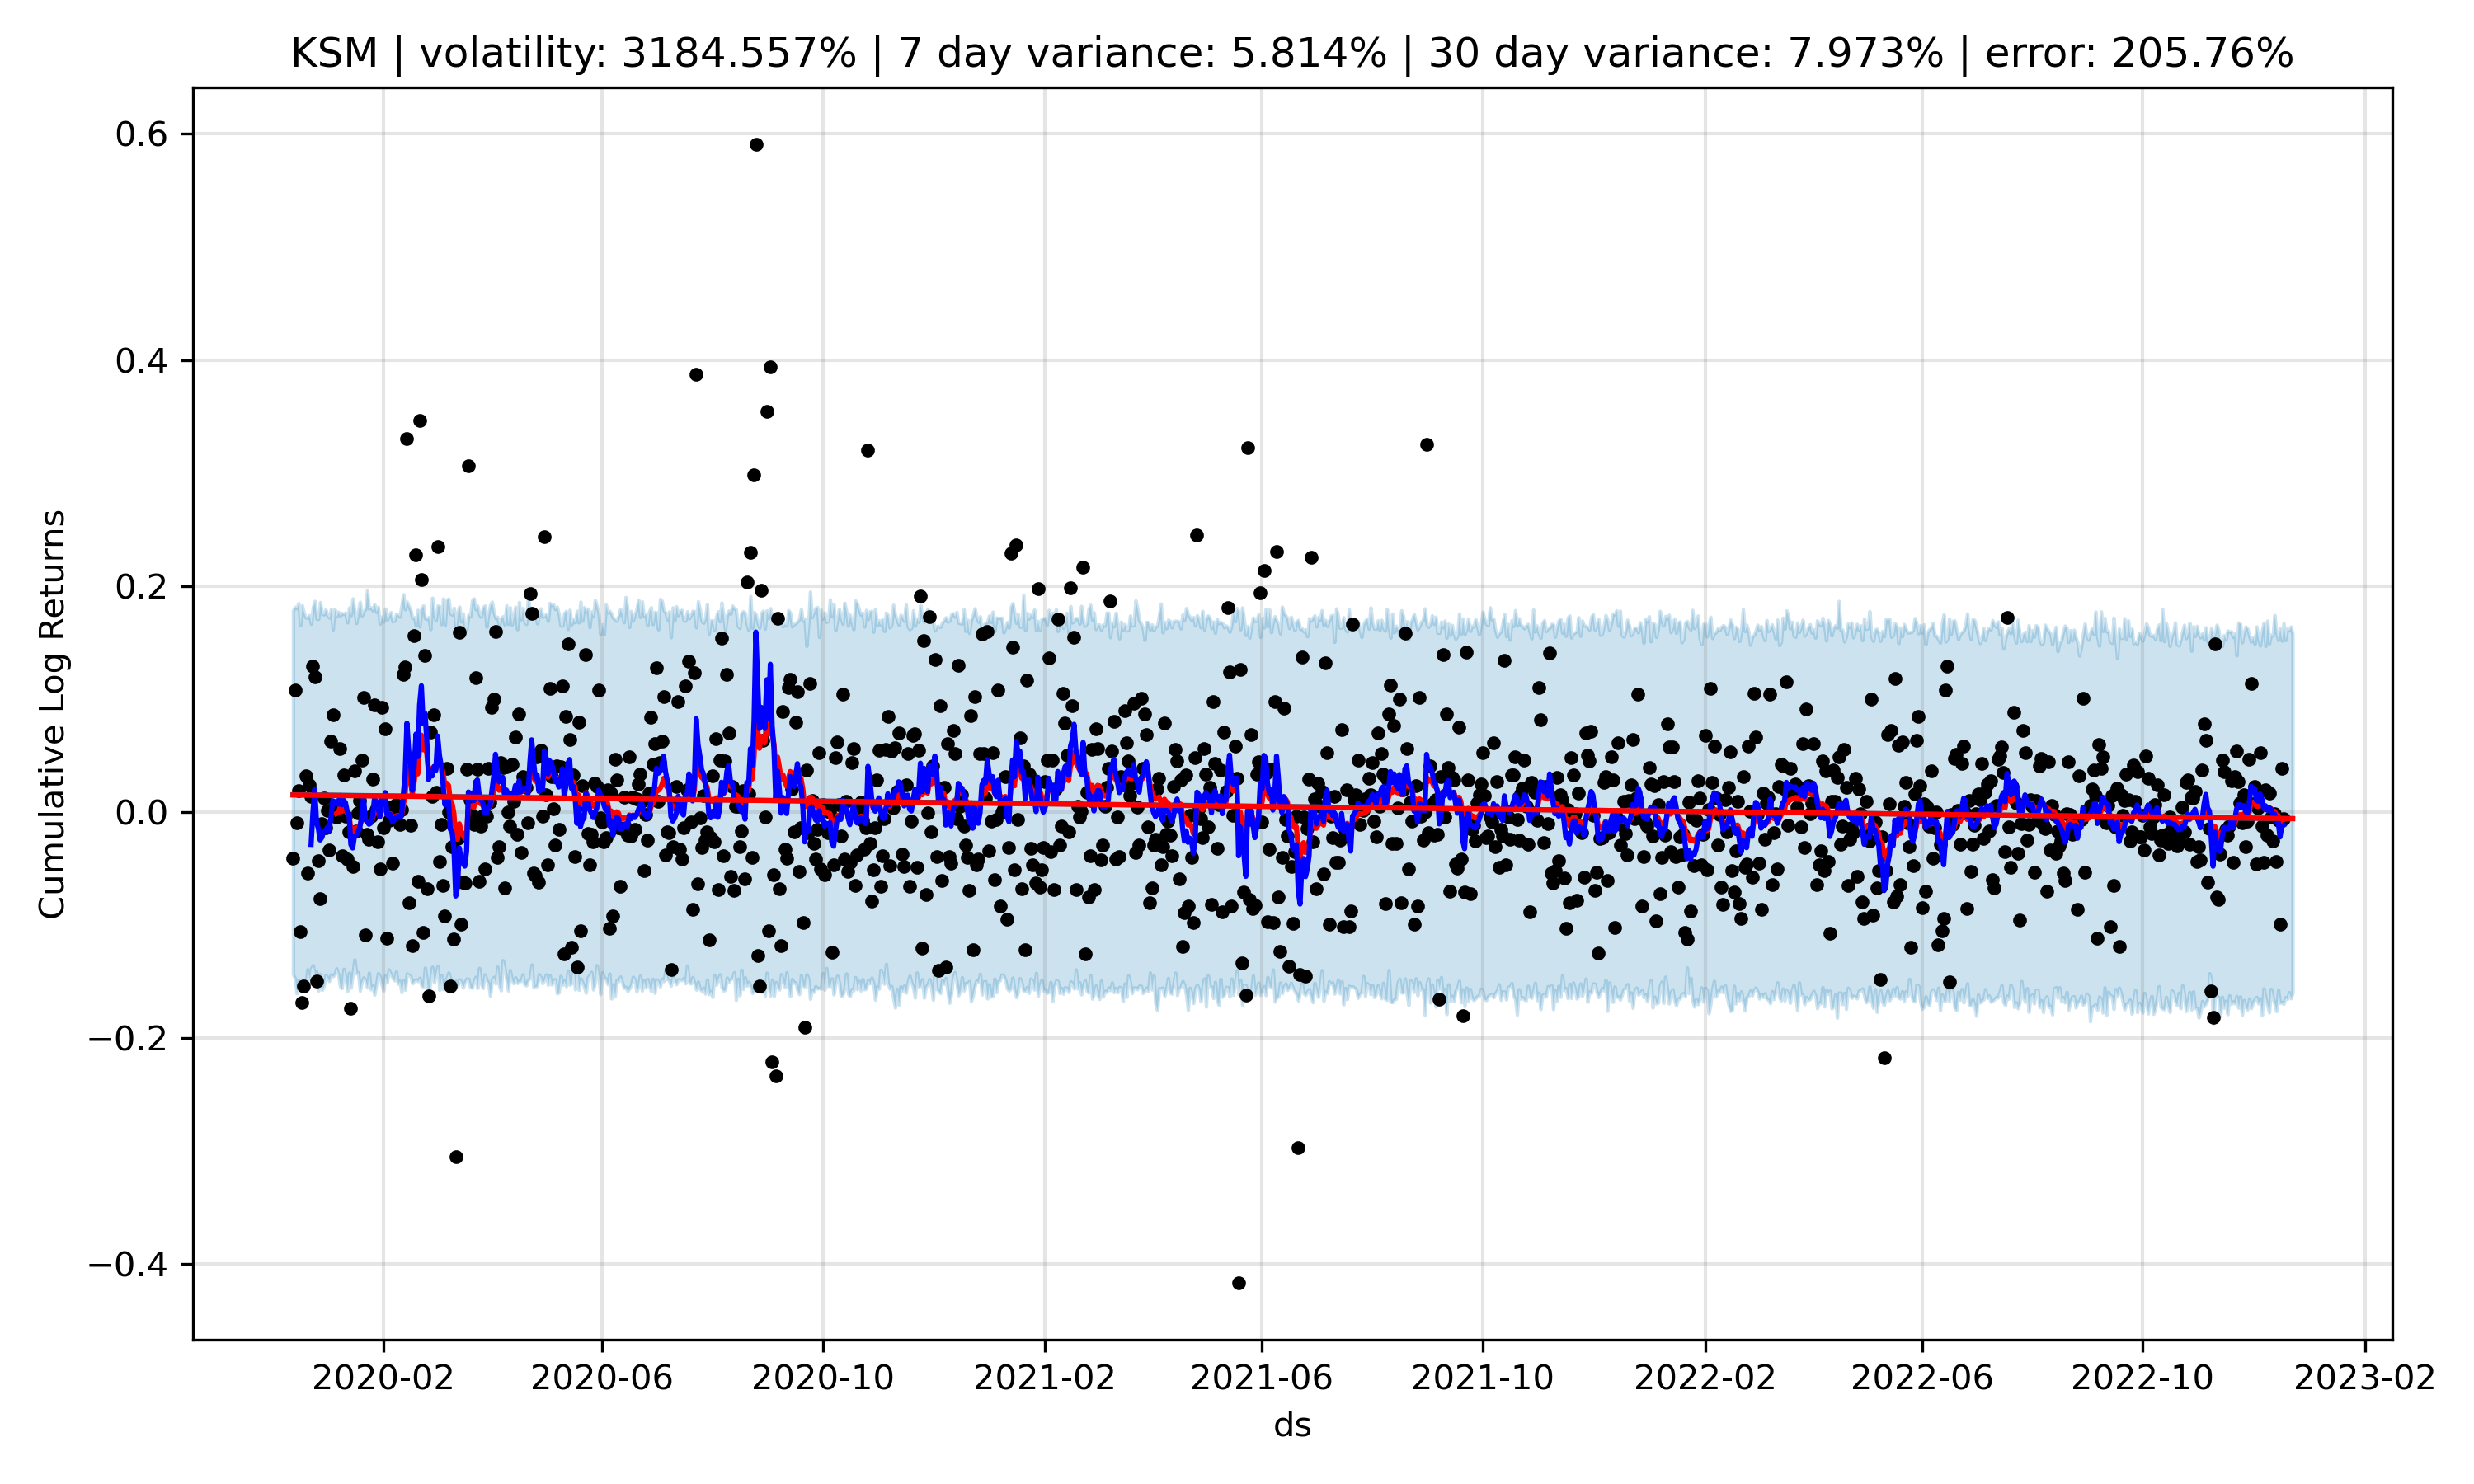 KSM | volatility: 3184.557% | 7 day variance: 5.814% | 30 day variance: 7.973% | error: 205.76%
Cumulative Log Returns
0.6
0.4
0.2
0.0
−0.2
−0.4
2020-02 2020-06 2020-10 2021-02 2021-06 2021-10 2022-02 2022-06 2022-10 2023-02
ds